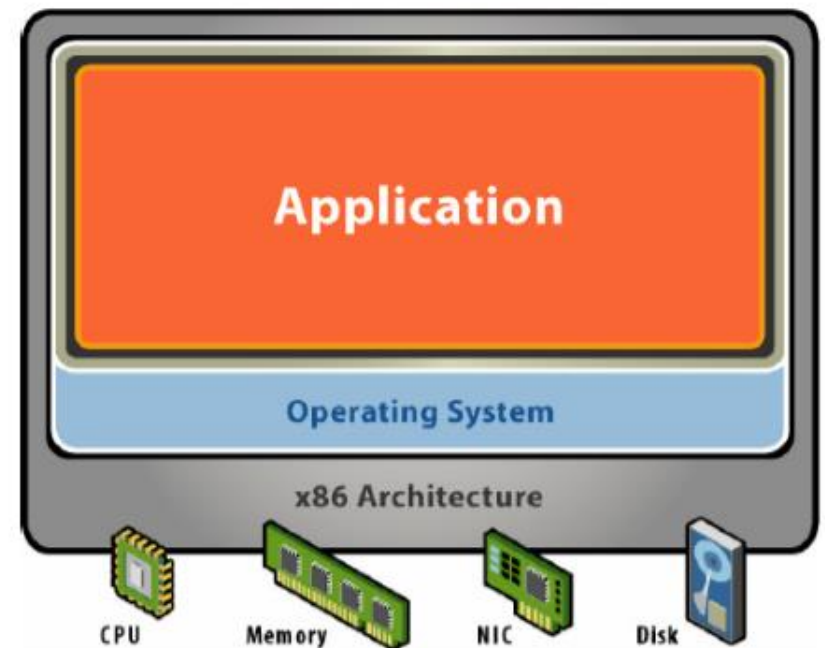 Application
Operating System
x86 Architecture
CPU Memory NIC Disk